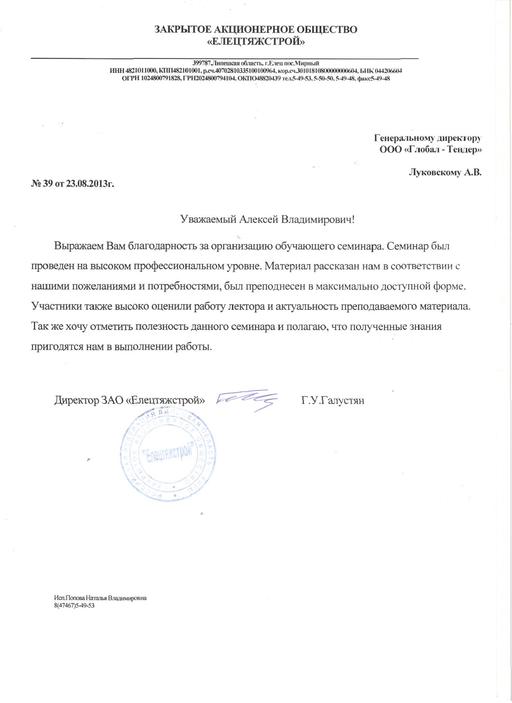 ЗАКРЫТОЕ АКЦИОНЕРНОЕ ОБЩЕСТВО
«ЕЛЕЦТЯЖСТРОЙ»
399787,Липецкая область, г.Елец пос.Мирный
ИНН 4821011000, КПП482101001, р.сч.40702810335100100964, кор.сч.30101810800000000604, БИК 044206604
ОГРН 1024800791828, ГРН2024800794104, ОКПО48820439 тел.5-49-53, 5-50-50, 5-49-48, факс5-49-48
Генеральному директору
ООО «Глобал - Тендер»
Луковскому А.В.
№ 39 от 23.08.2013г.
Уважаемый Алексей Владимирович!
Выражаем Вам благодарность за организацию обучающего семинара. Семинар был
проведен на высоком профессиональном уровне. Материал рассказан нам в соответствии с
нашими пожеланиями и потребностями, был преподнесен в максимально доступной форме.
Участники также высоко оценили работу лектора и актуальность преподаваемого материала.
Так же хочу отметить полезность данного семинара и полагаю, что полученные знания
пригодятся нам в выполнении работы.
Директор ЗАО «Елецтяжстрой» Г.У.Галустян
"Елецтяжстрой"
Исп.Попова Наталья Владимировна
8(47467)5-49-53